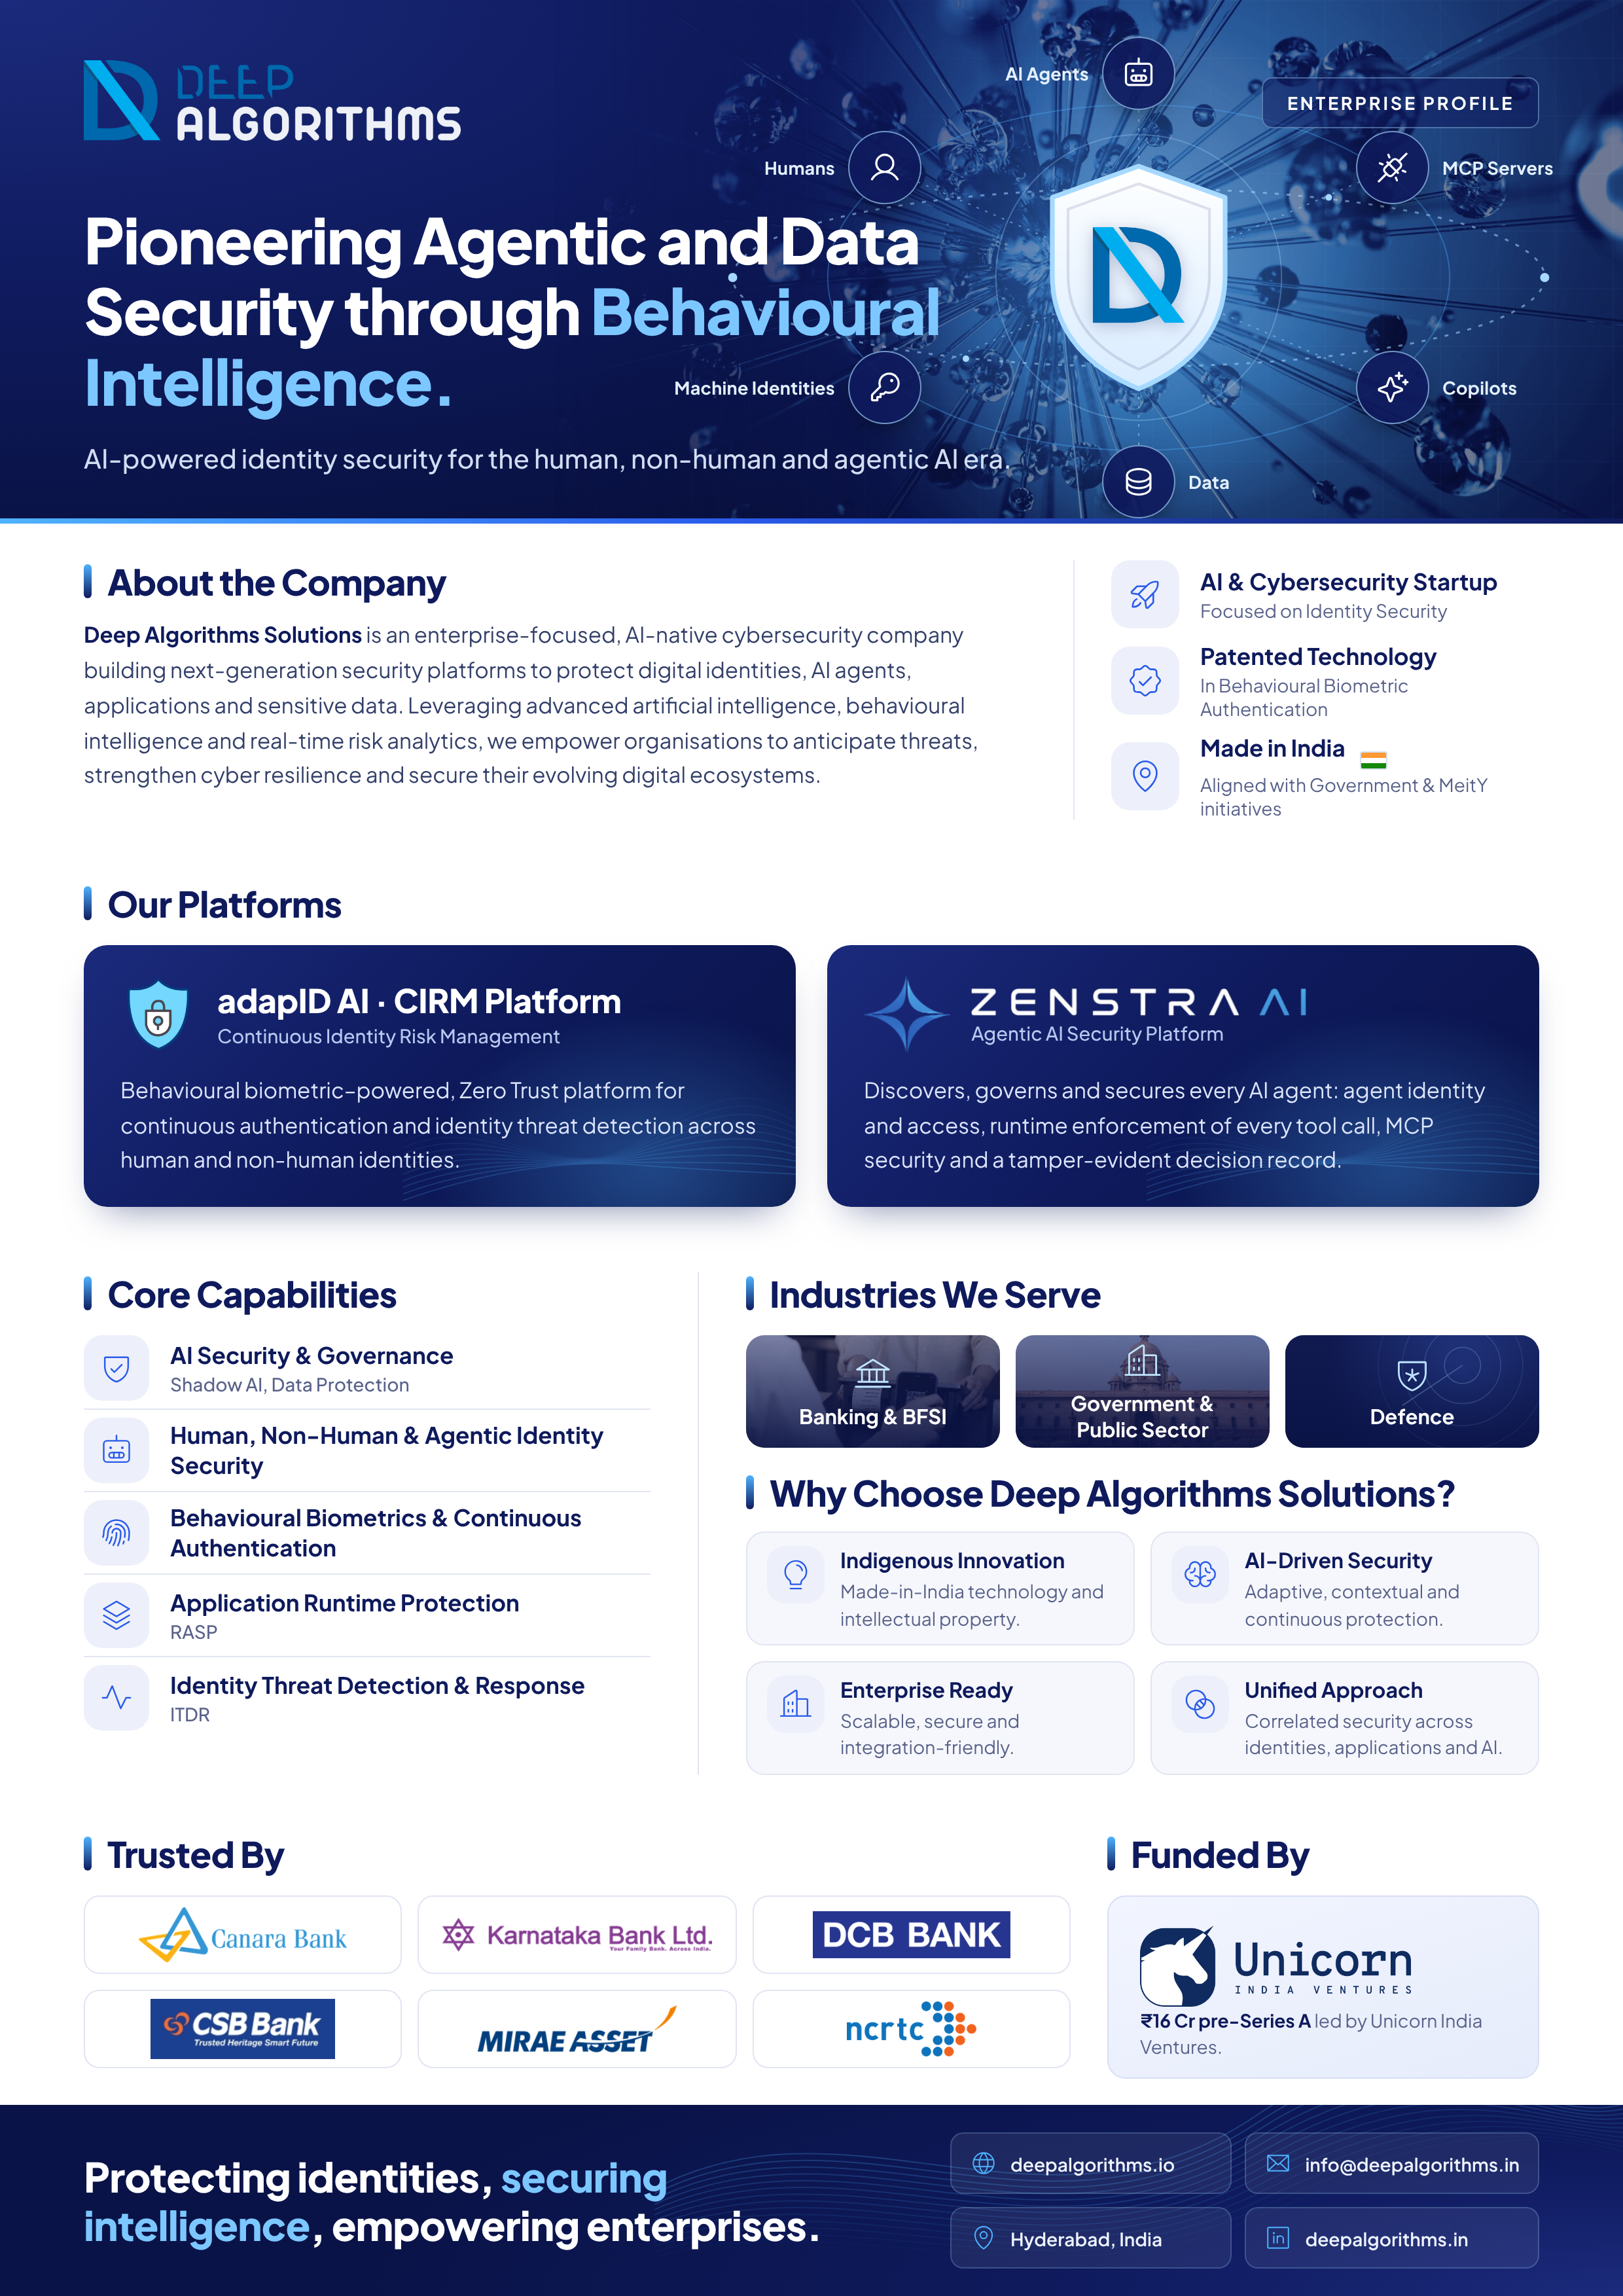 DEEP
ALGORITHMS
ENTERPRISE PROFILE
AI Agents
Humans
MCP Servers
Machine Identities
Copilots
Data
Pioneering Agentic and Data
Security through Behavioural
Intelligence.
AI-powered identity security for the human, non-human and agentic AI era.
About the Company
Deep Algorithms Solutions is an enterprise-focused, AI-native cybersecurity company
building next-generation security platforms to protect digital identities, AI agents,
applications and sensitive data. Leveraging advanced artificial intelligence, behavioural
intelligence and real-time risk analytics, we empower organisations to anticipate threats,
strengthen cyber resilience and secure their evolving digital ecosystems.
AI & Cybersecurity Startup
Focused on Identity Security
Patented Technology
In Behavioural Biometric
Authentication
Made in India
Aligned with Government & MeitY
initiatives
Our Platforms
adapID AI · CIRM Platform
Continuous Identity Risk Management
Behavioural biometric-powered, Zero Trust platform for
continuous authentication and identity threat detection across
human and non-human identities.
ZENSTRA AI
Agentic AI Security Platform
Discovers, governs and secures every AI agent: agent identity
and access, runtime enforcement of every tool call, MCP
security and a tamper-evident decision record.
Core Capabilities
AI Security & Governance
Shadow AI, Data Protection
Human, Non-Human & Agentic Identity
Security
Behavioural Biometrics & Continuous
Authentication
Application Runtime Protection
RASP
Identity Threat Detection & Response
ITDR
Industries We Serve
Banking & BFSI
Government &
Public Sector
Defence
Why Choose Deep Algorithms Solutions?
Indigenous Innovation
Made-in-India technology and
intellectual property.
AI-Driven Security
Adaptive, contextual and
continuous protection.
Enterprise Ready
Scalable, secure and
integration-friendly.
Unified Approach
Correlated security across
identities, applications and AI.
Trusted By
Canara Bank
Karnataka Bank Ltd.
Your Family Bank. Across India.
DCB BANK
CSB Bank
Trusted Heritage Smart Future
MIRAE ASSET
ncrtc
Funded By
Unicorn
INDIA VENTURES
₹16 Cr pre-Series A led by Unicorn India
Ventures.
Protecting identities, securing
intelligence, empowering enterprises.
deepalgorithms.io
info@deepalgorithms.in
Hyderabad, India
in
deepalgorithms.in